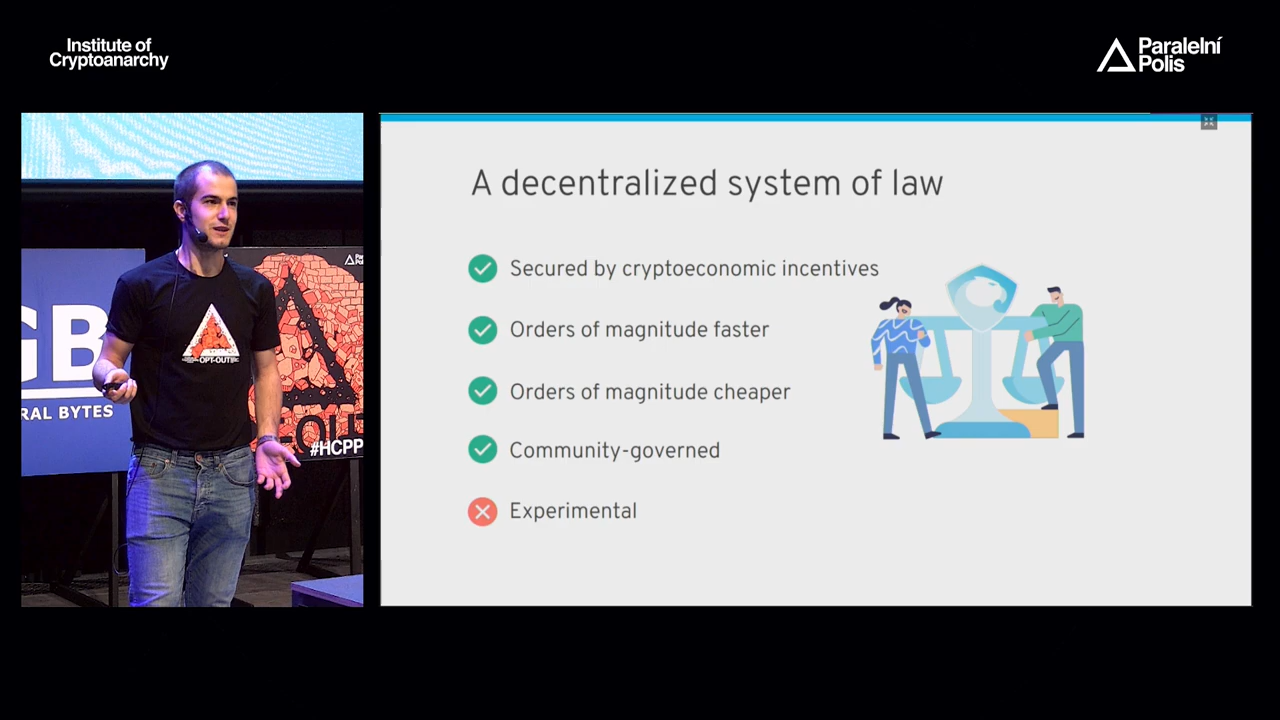 Institute of
Cryptoanarchy
Paralelní
Polis
GB
RAL BYTES
OPT-OUT
#HCPP
A decentralized system of law
Secured by cryptoeconomic incentives
Orders of magnitude faster
Orders of magnitude cheaper
Community-governed
Experimental